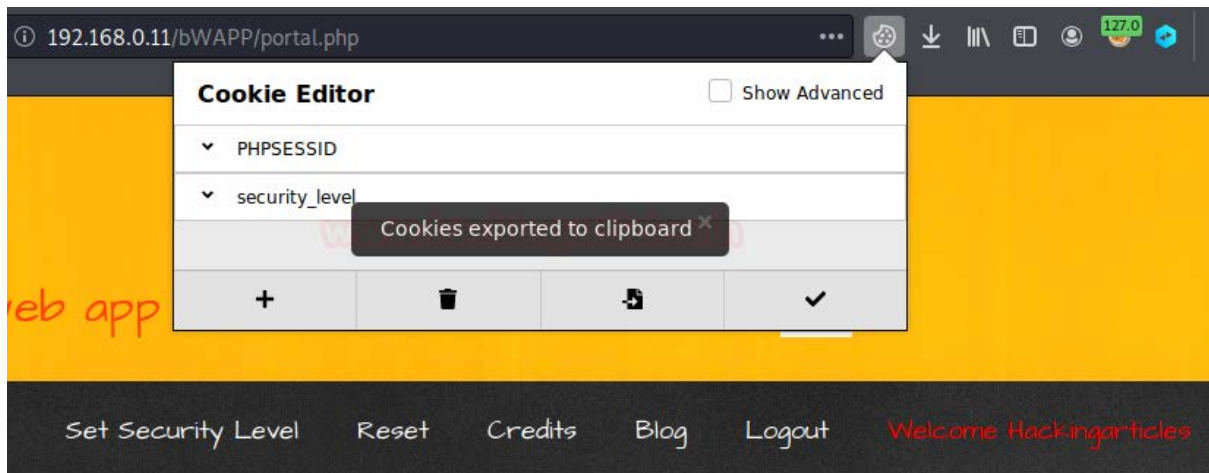 192.168.0.11/bWAPP/portal.php
127.0
Cookie Editor
Show Advanced
PHPSESSID
security_level
Cookies exported to clipboard
eb app
Set Security Level
Reset
Credits
Blog
Logout
Welcome Hackingarticles